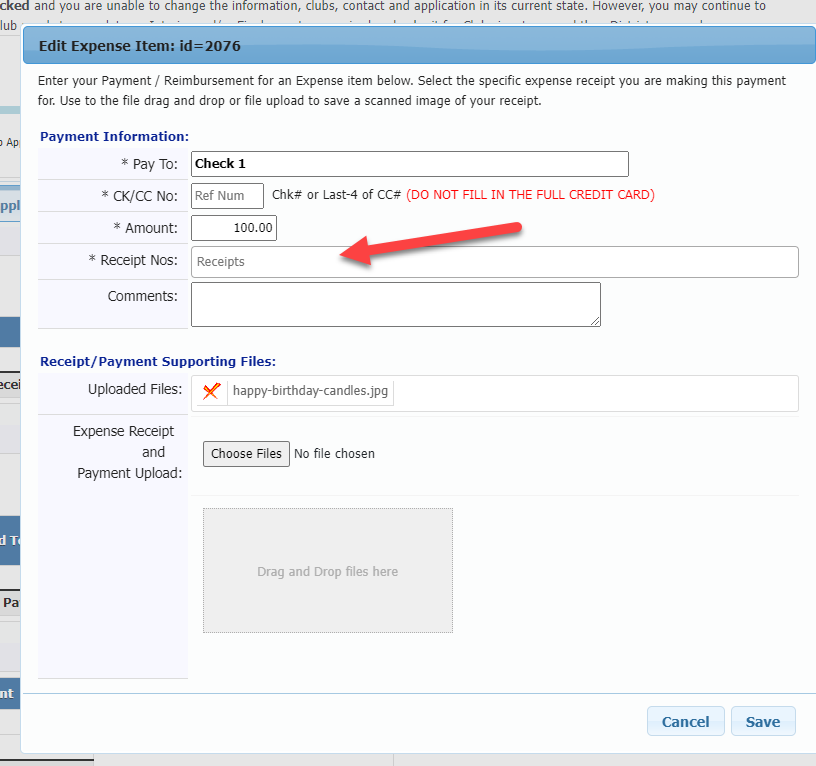 cked and you are unable to change the information, clubs, contact and application in its current state. However, you may continue to
lub
Edit Expense Item: id=2076
Enter your Payment / Reimbursement for an Expense item below. Select the specific expense receipt you are making this payment
for. Use to the file drag and drop or file upload to save a scanned image of your receipt.
Payment Information:
* Pay To: Check 1
* CK/CC No: Ref Num Chk# or Last-4 of CC# (DO NOT FILL IN THE FULL CREDIT CARD)
* Amount: 100.00
* Receipt Nos: Receipts
Comments:
Receipt/Payment Supporting Files:
Uploaded Files: happy-birthday-candles.jpg
Expense Receipt
and
Payment Upload:
Choose Files No file chosen
Drag and Drop files here
Cancel Save
o Ap
ppl
ecei
d T
Pa
nt